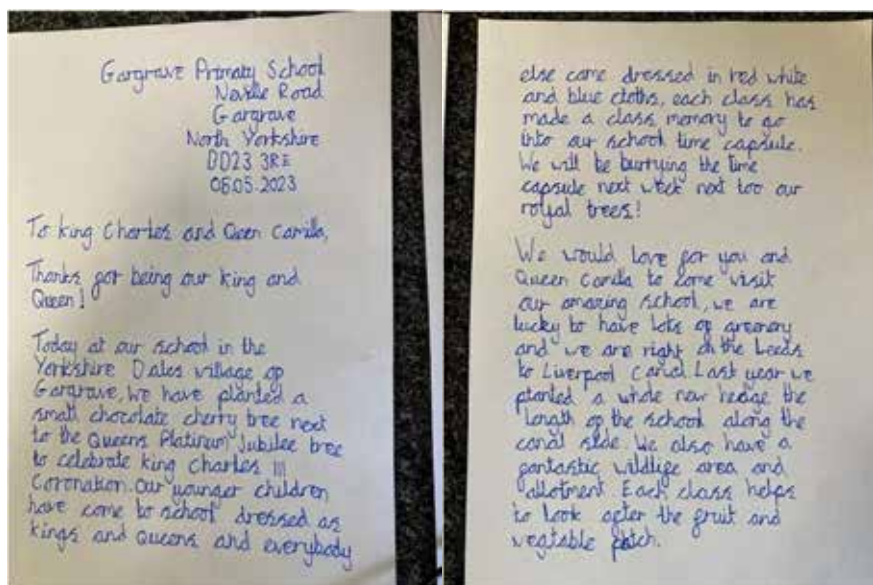 Gargrave Primary School
Neville Road
Gargrave
North Yorkshire
BD23 3RE
06.05.2023
To king Charles and Qeen Camilla,
Thanks for being our king and
Queen!
Today at our school in the
Yorkshire Dales village of
Gargrave, we have planted a
small chocolate cherry tree next
to the Queens Platinum Jubilee tree
to celebrate king Charles III
Coronation. Our younger children
have come to school dressed as
kings and Queens and everybody
else came dressed in red white
and blue cloths, each class has
made a class memory to go
into our school time capsule.
We will be burrying the time
capsule next week next too our
royal trees!
We would love for you and
Queen Camilla to come visit
our amazing school, we are
lucky to have lots of greenery
and we are right on the Leeds
to Liverpool Canal. Last year we
planted a whole new hedge the
length of the school along the
canal side. We also have a
fantastic wildlife area and
allotment. Each class helps
to look after the fruit and
vegtable patch.